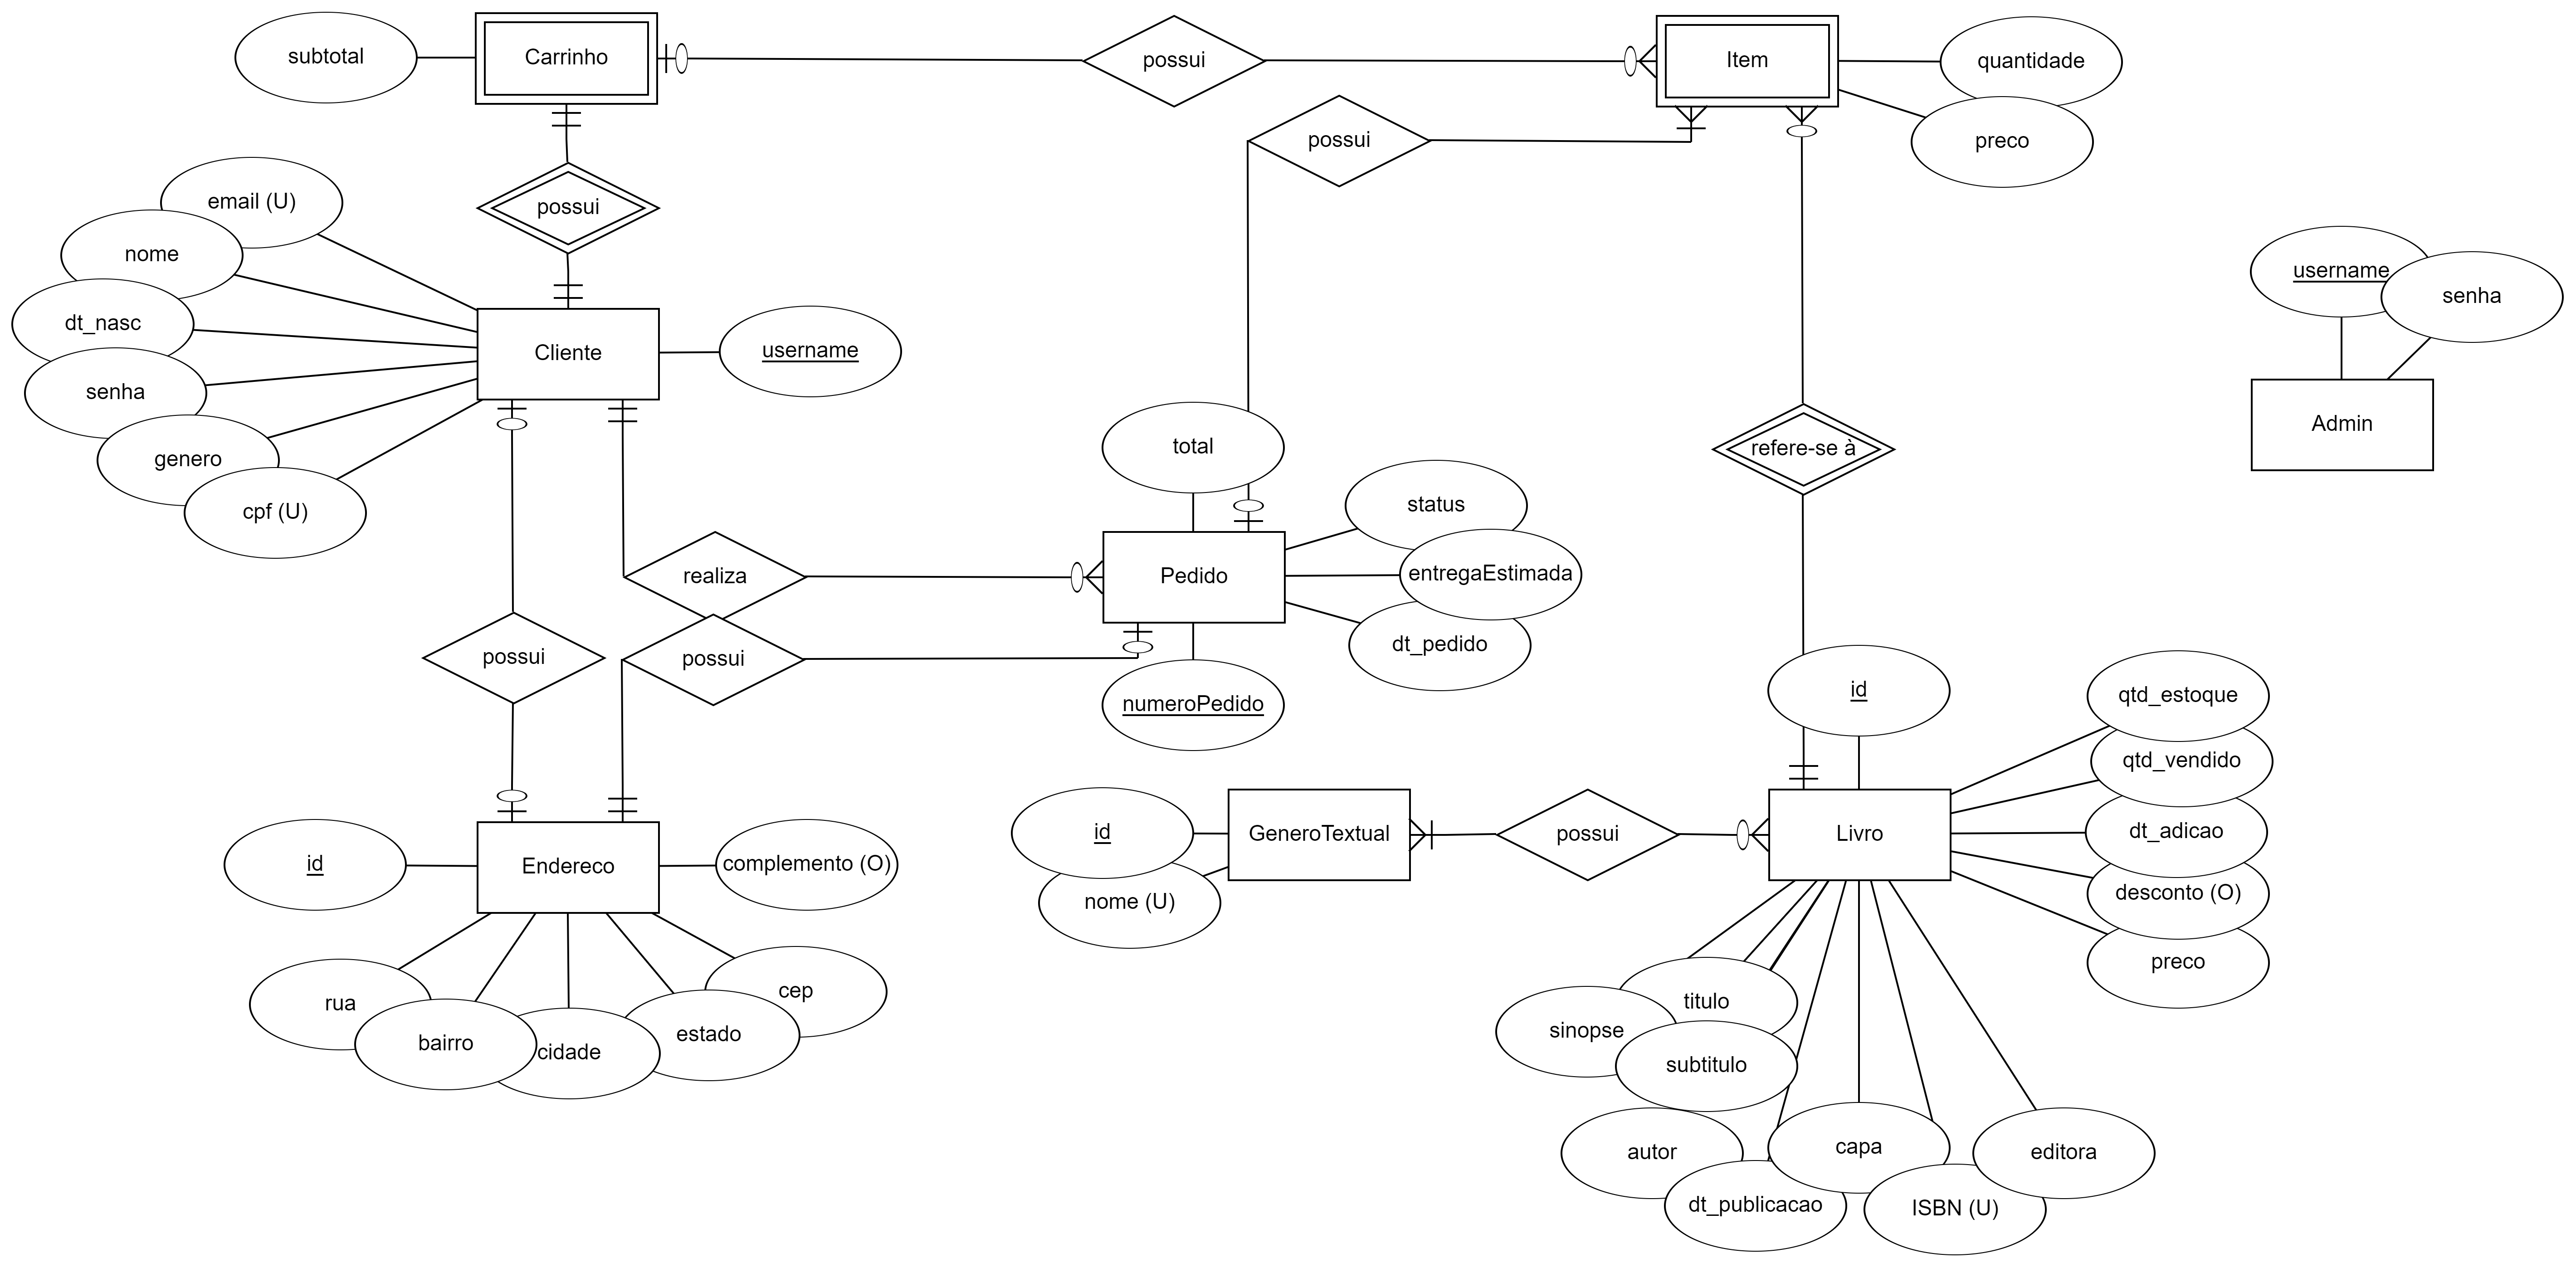 subtotal
Carrinho
possui
Item
quantidade
preco
possui
email (U)
possui
nome
username
senha
dt_nasc
Cliente
username
senha
Admin
genero
total
refere-se à
cpf (U)
status
realiza
Pedido
entregaEstimada
possui
possui
dt_pedido
numeroPedido
id
qtd_estoque
qtd_vendido
id
GeneroTextual
possui
Livro
dt_adicao
id
Endereco
complemento (O)
nome (U)
desconto (O)
preco
rua
cep
bairro
cidade
estado
titulo
sinopse
subtitulo
autor
capa
editora
dt_publicacao
ISBN (U)